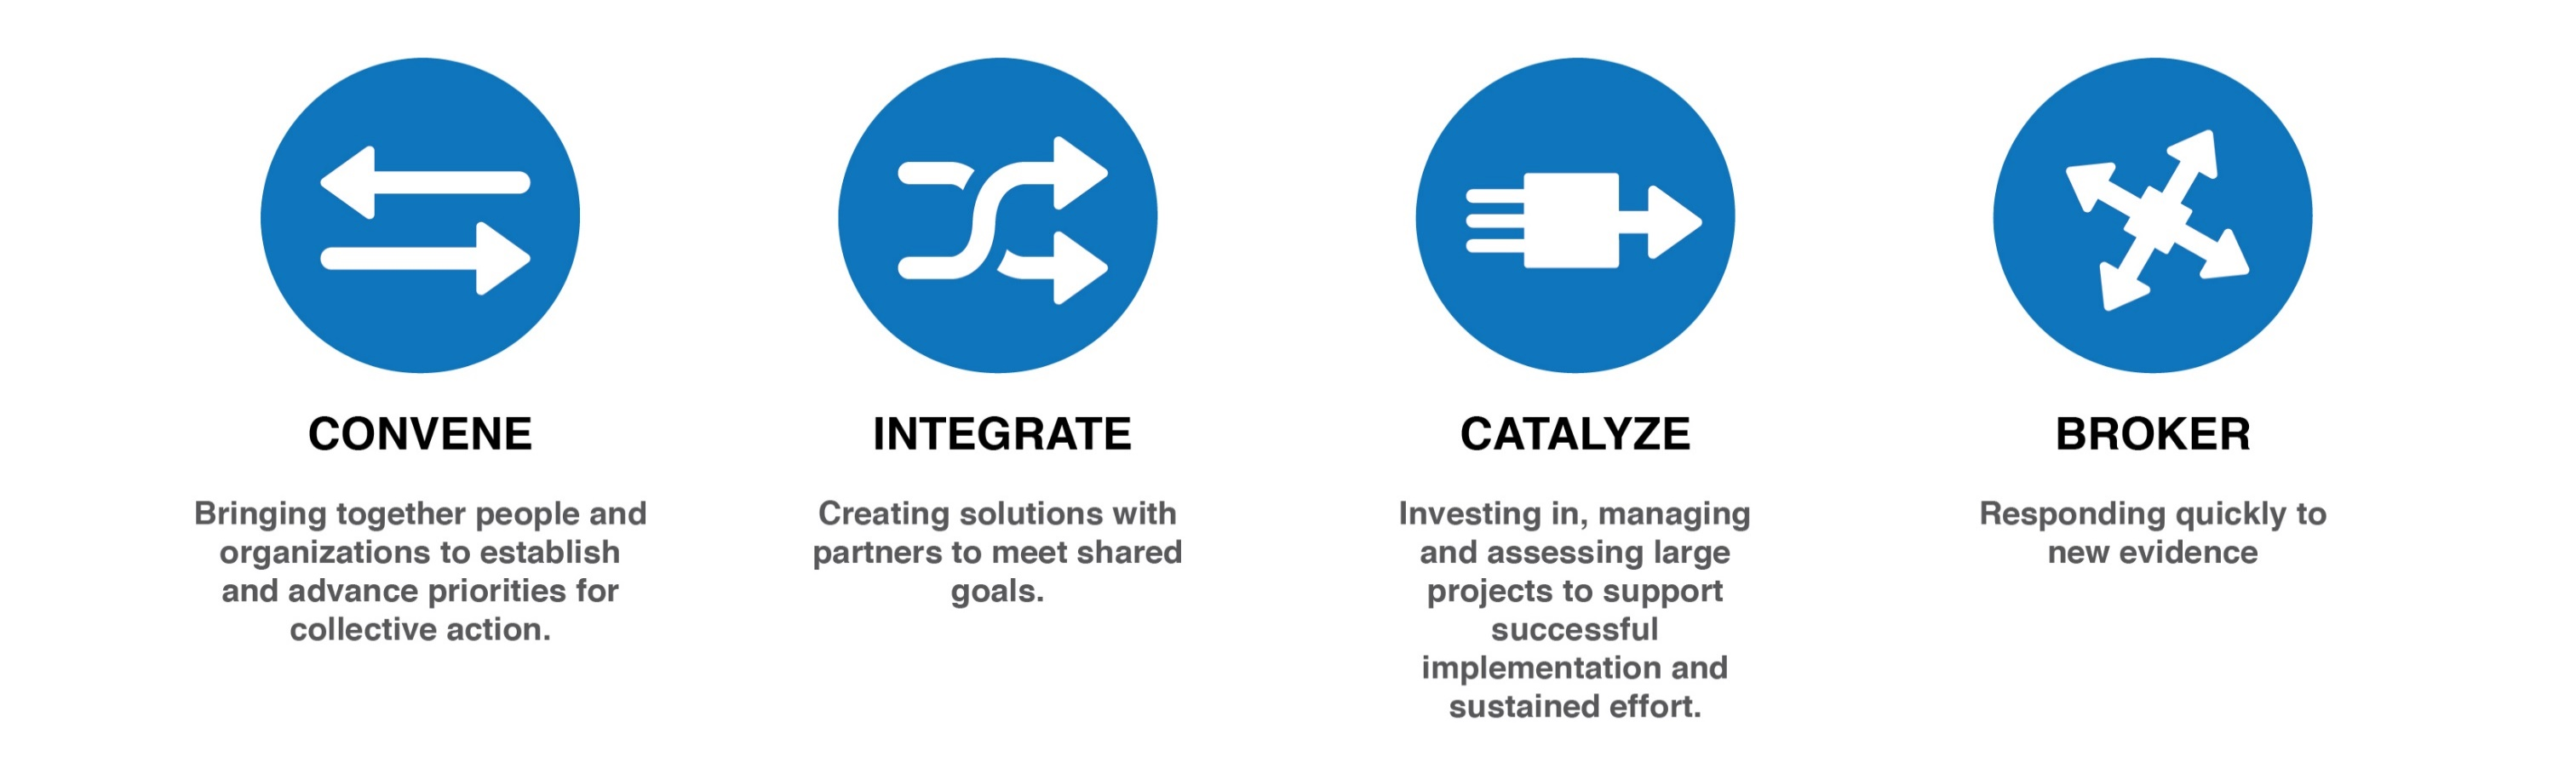 CONVENE
Bringing together people and
organizations to establish
and advance priorities for
collective action.
INTEGRATE
Creating solutions with
partners to meet shared
goals.
CATALYZE
Investing in, managing
and assessing large
projects to support
successful
implementation and
sustained effort.
BROKER
Responding quickly to
new evidence